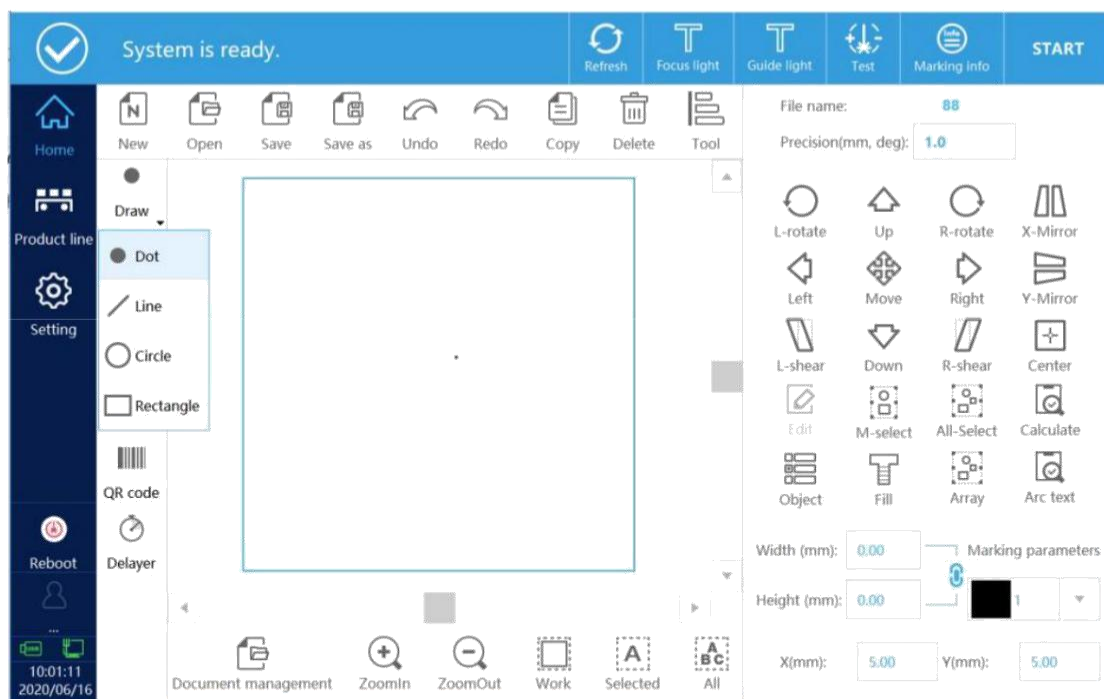 System is ready.
Refresh
Focus light
Guide light
Test
Info
Marking info
START
Home
Product line
Setting
Reboot
...
10:01:11
2020/06/16
N
New
Open
Save
Save as
Undo
Redo
Copy
Delete
Tool
Draw
Dot
Line
Circle
Rectangle
QR code
Delayer
Document management
ZoomIn
ZoomOut
Work
A
Selected
A
B C
All
File name: 88
Precision(mm, deg): 1.0
L-rotate
Up
R-rotate
X-Mirror
Left
Move
Right
Y-Mirror
L-shear
Down
R-shear
Center
Edit
M-select
All-Select
Calculate
Object
Fill
Array
Arc text
Width (mm): 0.00
Marking parameters
Height (mm): 0.00
1
X(mm): 5.00 Y(mm): 5.00